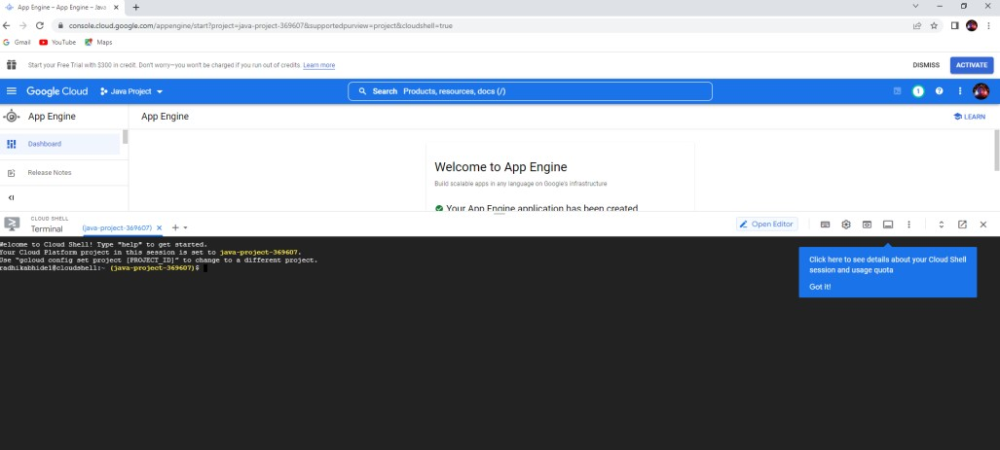 App Engine – App Engine – Java
console.cloud.google.com/appengine/start?project=java-project-369607&supportedpurview=project&cloudshell=true
Gmail YouTube Maps
Start your Free Trial with $300 in credit. Don't worry—you won't be charged if you run out of credits. Learn more DISMISS ACTIVATE
Google Cloud Java Project Search Products, resources, docs (/) 1
App Engine App Engine LEARN
Dashboard
Release Notes
Welcome to App Engine
Build scalable apps in any language on Google's infrastructure
Your App Engine application has been created
CLOUD SHELL
Terminal (java-project-369607) Open Editor
Welcome to Cloud Shell! Type "help" to get started.
Your Cloud Platform project in this session is set to java-project-369607.
Use "gcloud config set project [PROJECT_ID]" to change to a different project.
radhikabhide1@cloudshell:~ (java-project-369607)$
Click here to see details about your Cloud Shell
session and usage quota
Got it!